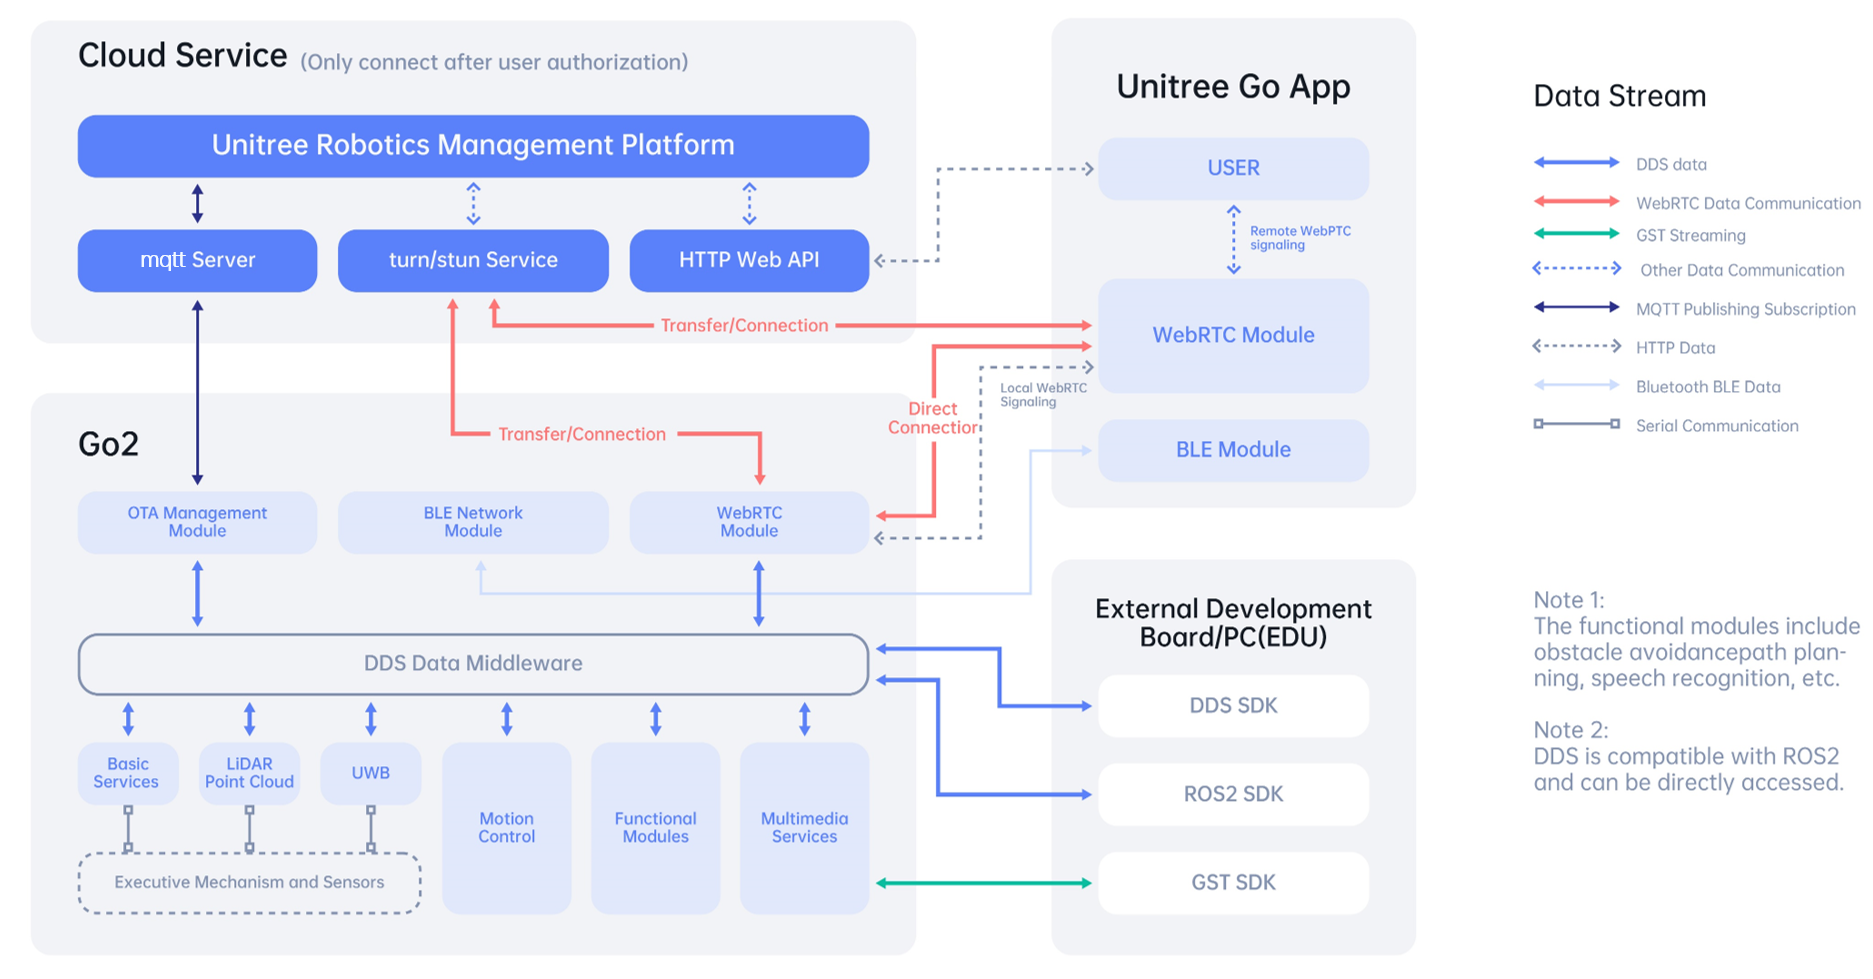 Cloud Service (Only connect after user authorization)
Unitree Robotics Management Platform
mqtt Server
turn/stun Service
HTTP Web API
Transfer/Connection
Go2
Transfer/Connection
Direct
Connection
OTA Management
Module
BLE Network
Module
WebRTC
Module
DDS Data Middleware
Basic
Services
LiDAR
Point Cloud
UWB
Motion
Control
Functional
Modules
Multimedia
Services
Executive Mechanism and Sensors
Unitree Go App
USER
Remote WebPTC
signaling
WebRTC Module
Local WebRTC
Signaling
BLE Module
External Development
Board/PC(EDU)
DDS SDK
ROS2 SDK
GST SDK
Data Stream
DDS data
WebRTC Data Communication
GST Streaming
Other Data Communication
MQTT Publishing Subscription
HTTP Data
Bluetooth BLE Data
Serial Communication
Note 1:
The functional modules include
obstacle avoidancepath plan-
ning, speech recognition, etc.
Note 2:
DDS is compatible with ROS2
and can be directly accessed.